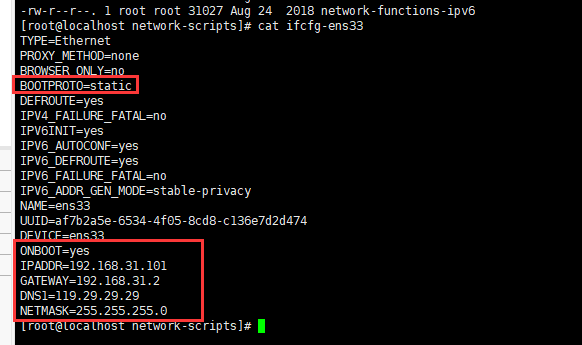 -rw-r--r--. 1 root root 31027 Aug 24  2018 network-functions-ipv6
[root@localhost network-scripts]# cat ifcfg-ens33
TYPE=Ethernet
PROXY_METHOD=none
BROWSER_ONLY=no
BOOTPROTO=static
DEFROUTE=yes
IPV4_FAILURE_FATAL=no
IPV6INIT=yes
IPV6_AUTOCONF=yes
IPV6_DEFROUTE=yes
IPV6_FAILURE_FATAL=no
IPV6_ADDR_GEN_MODE=stable-privacy
NAME=ens33
UUID=af7b2a5e-6534-4f05-8cd8-c136e7d2d474
DEVICE=ens33
ONBOOT=yes
IPADDR=192.168.31.101
GATEWAY=192.168.31.2
DNS1=119.29.29.29
NETMASK=255.255.255.0
[root@localhost network-scripts]#